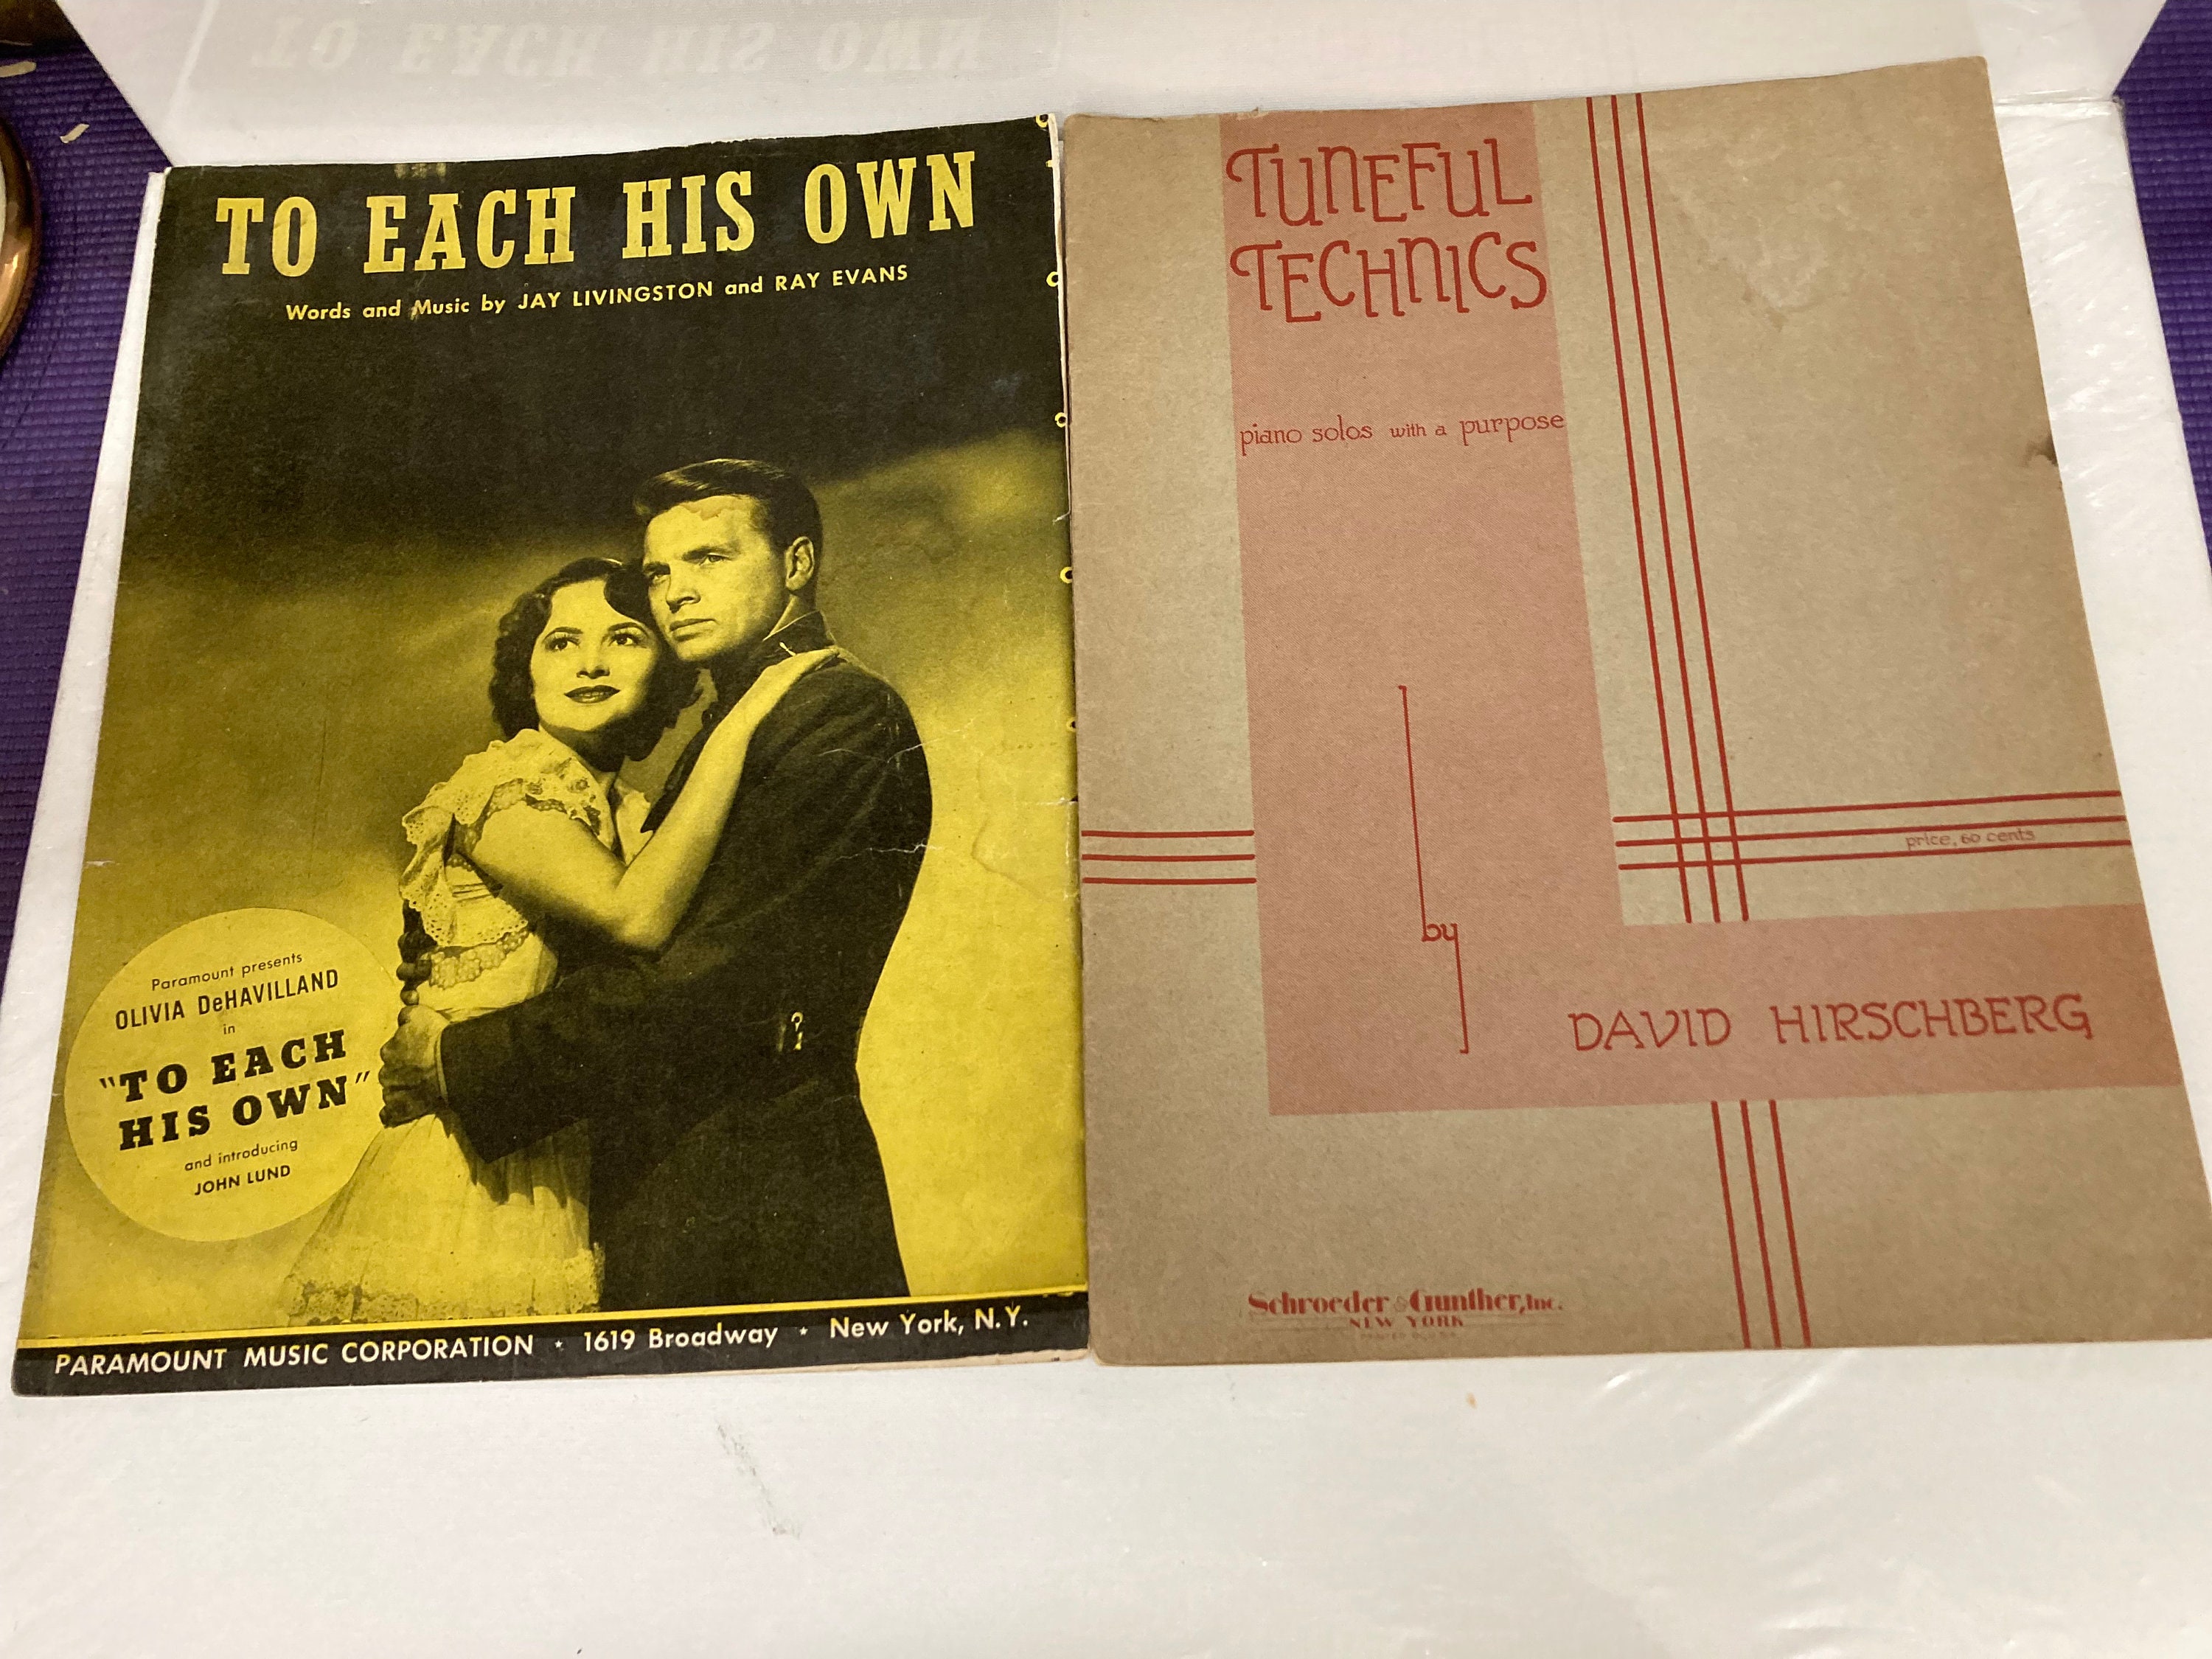 TO EACH HIS OWN
Words and Music by JAY LIVINGSTON and RAY EVANS
Paramount presents
OLIVIA DeHAVILLAND
in
"TO EACH
HIS OWN"
and introducing
JOHN LUND
PARAMOUNT MUSIC CORPORATION ★ 1619 Broadway ★ New York, N.Y.
TUNEFUL
TECHNICS
piano solos with a purpose
price, 60 cents
by
DAVID HIRSCHBERG
Schroeder & Gunther, Inc.
NEW YORK
TO EACH HIS OWN